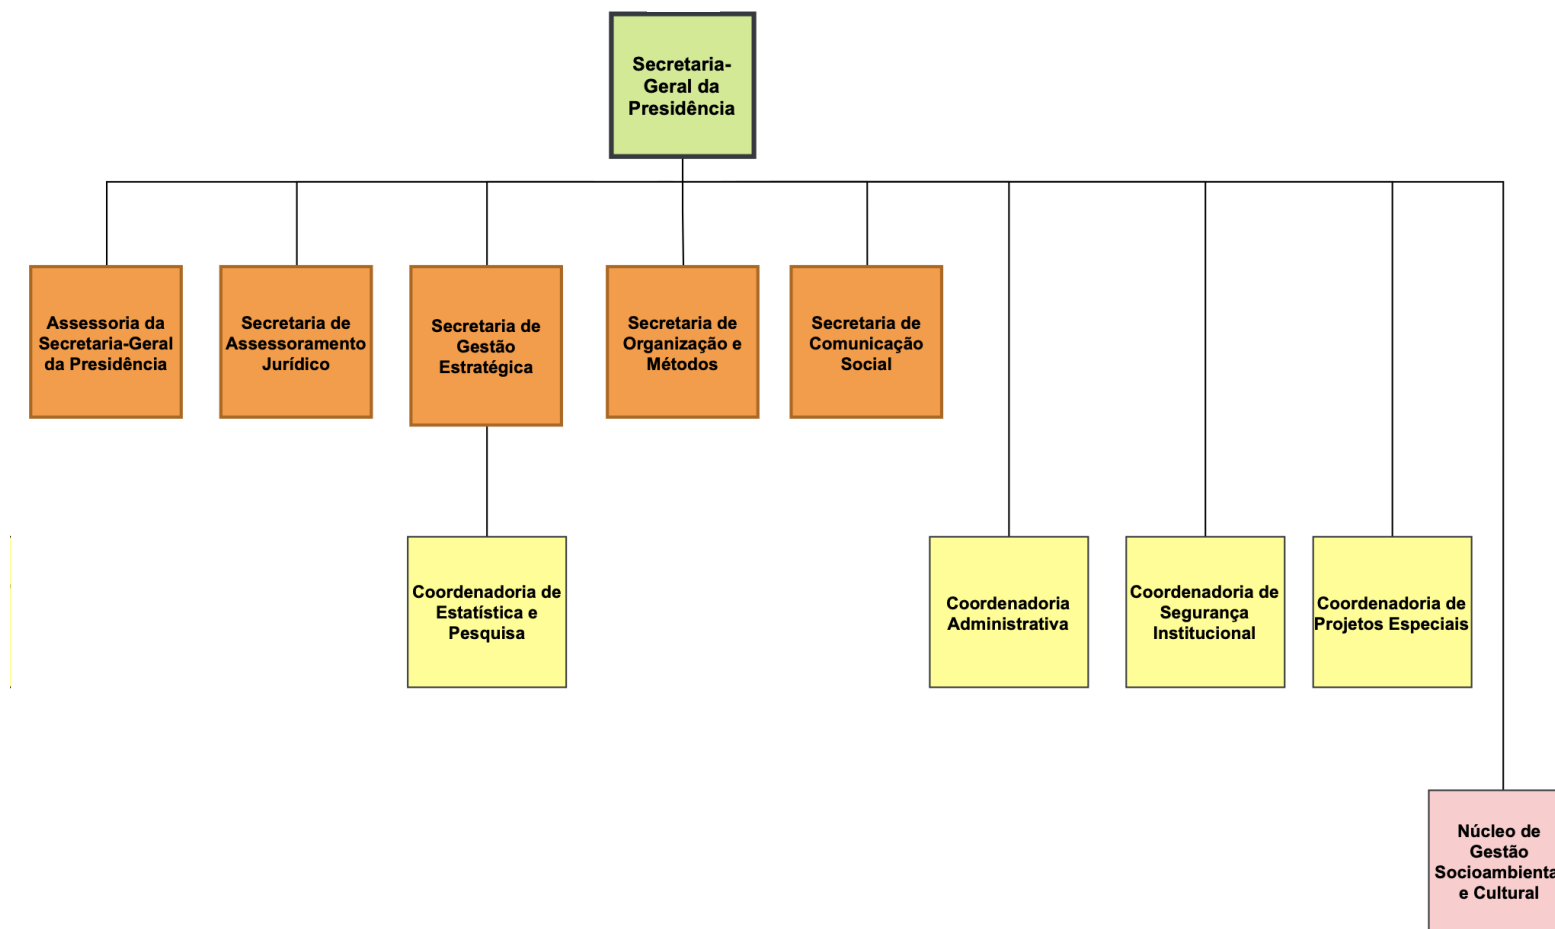 Secretaria-
Geral da
Presidência
Assessoria da
Secretaria-Geral
da Presidência
Secretaria de
Assessoramento
Jurídico
Secretaria de
Gestão
Estratégica
Secretaria de
Organização e
Métodos
Secretaria de
Comunicação
Social
Coordenadoria de
Estatística e
Pesquisa
Coordenadoria
Administrativa
Coordenadoria de
Segurança
Institucional
Coordenadoria de
Projetos Especiais
Núcleo de
Gestão
Socioambienta
e Cultural